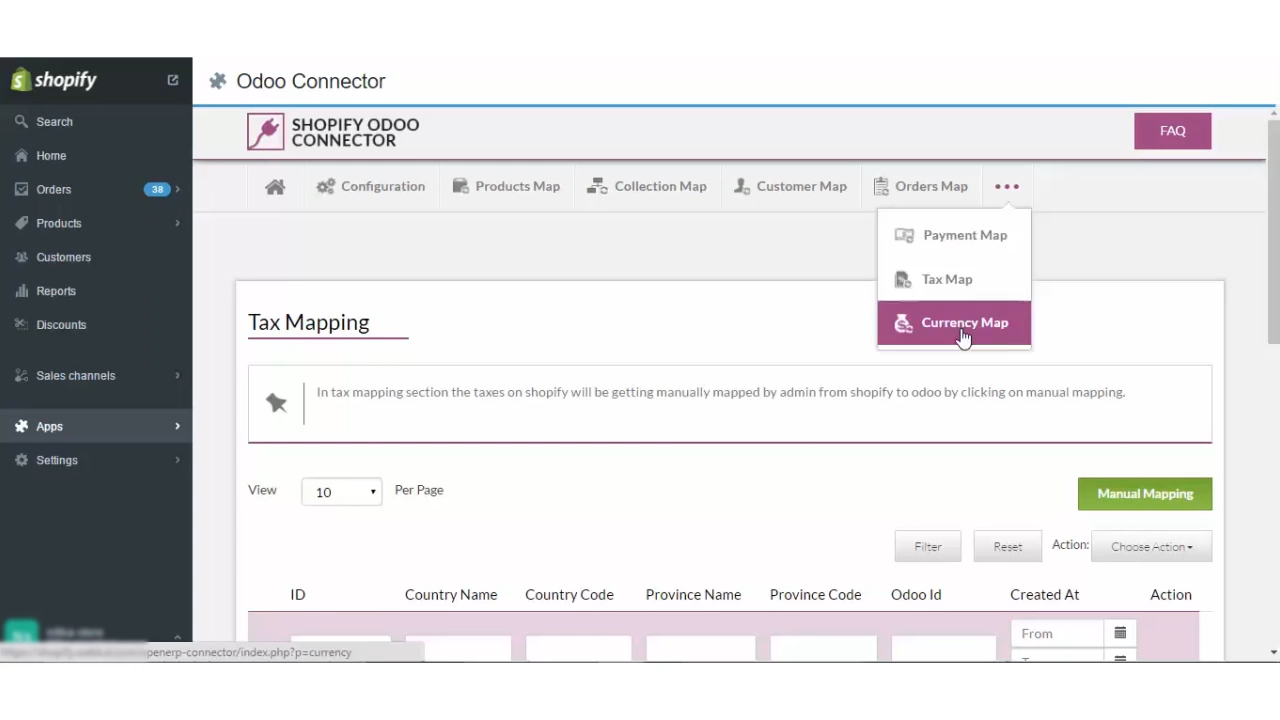 shopify
Odoo Connector
Search
Home
Orders
38
Products
Customers
Reports
Discounts
Sales channels
Apps
Settings
SHOPIFY ODOO
CONNECTOR
FAQ
Configuration
Products Map
Collection Map
Customer Map
Orders Map
Payment Map
Tax Map
Currency Map
Tax Mapping
In tax mapping section the taxes on shopify will be getting manually mapped by admin from shopify to odoo by clicking on manual mapping.
View
10
Per Page
Manual Mapping
Filter
Reset
Action:
Choose Action
ID
Country Name
Country Code
Province Name
Province Code
Odoo Id
Created At
Action
From
penerp-connector/index.php?p=currency